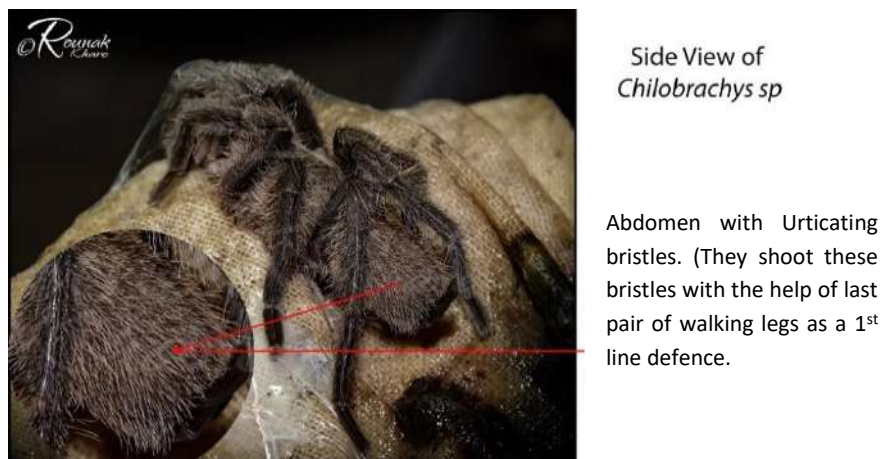 ©Rounak
Khare
Side View of
Chilobrachys sp
Abdomen with Urticating
bristles. (They shoot these
bristles with the help of last
pair of walking legs as a 1st
line defence.